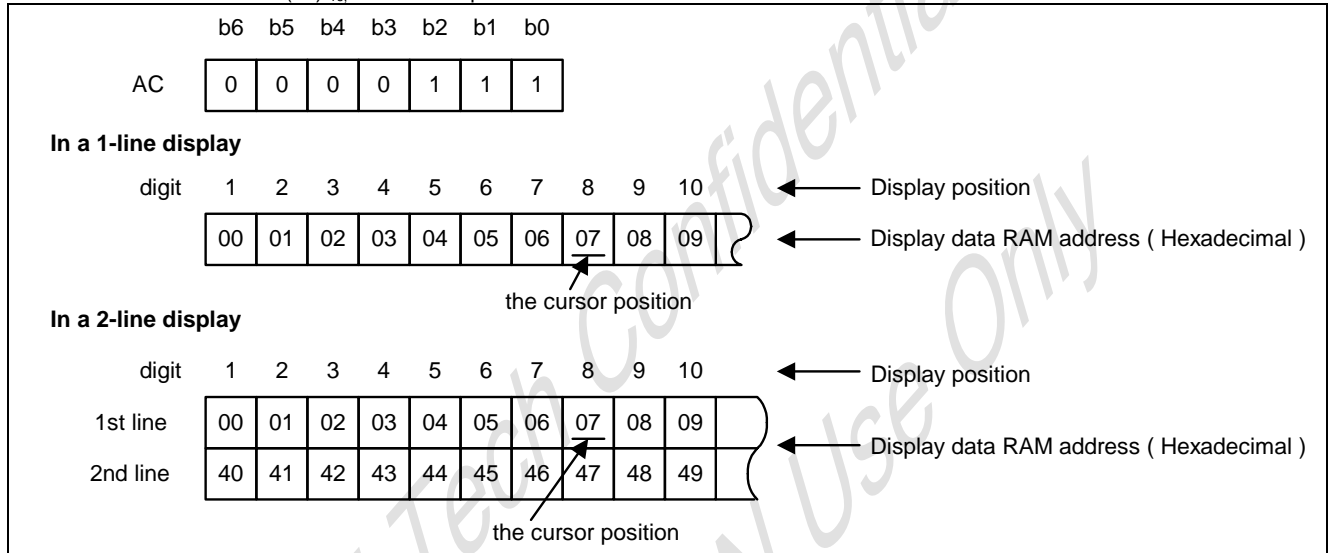 b6 b5 b4 b3 b2 b1 b0
AC 0 0 0 0 1 1 1
In a 1-line display
digit 1 2 3 4 5 6 7 8 9 10 Display position
00 01 02 03 04 05 06 07 08 09 Display data RAM address ( Hexadecimal )
the cursor position
In a 2-line display
digit 1 2 3 4 5 6 7 8 9 10 Display position
1st line 00 01 02 03 04 05 06 07 08 09
Display data RAM address ( Hexadecimal )
2nd line 40 41 42 43 44 45 46 47 48 49
the cursor position
Tech Confidential
Use Only